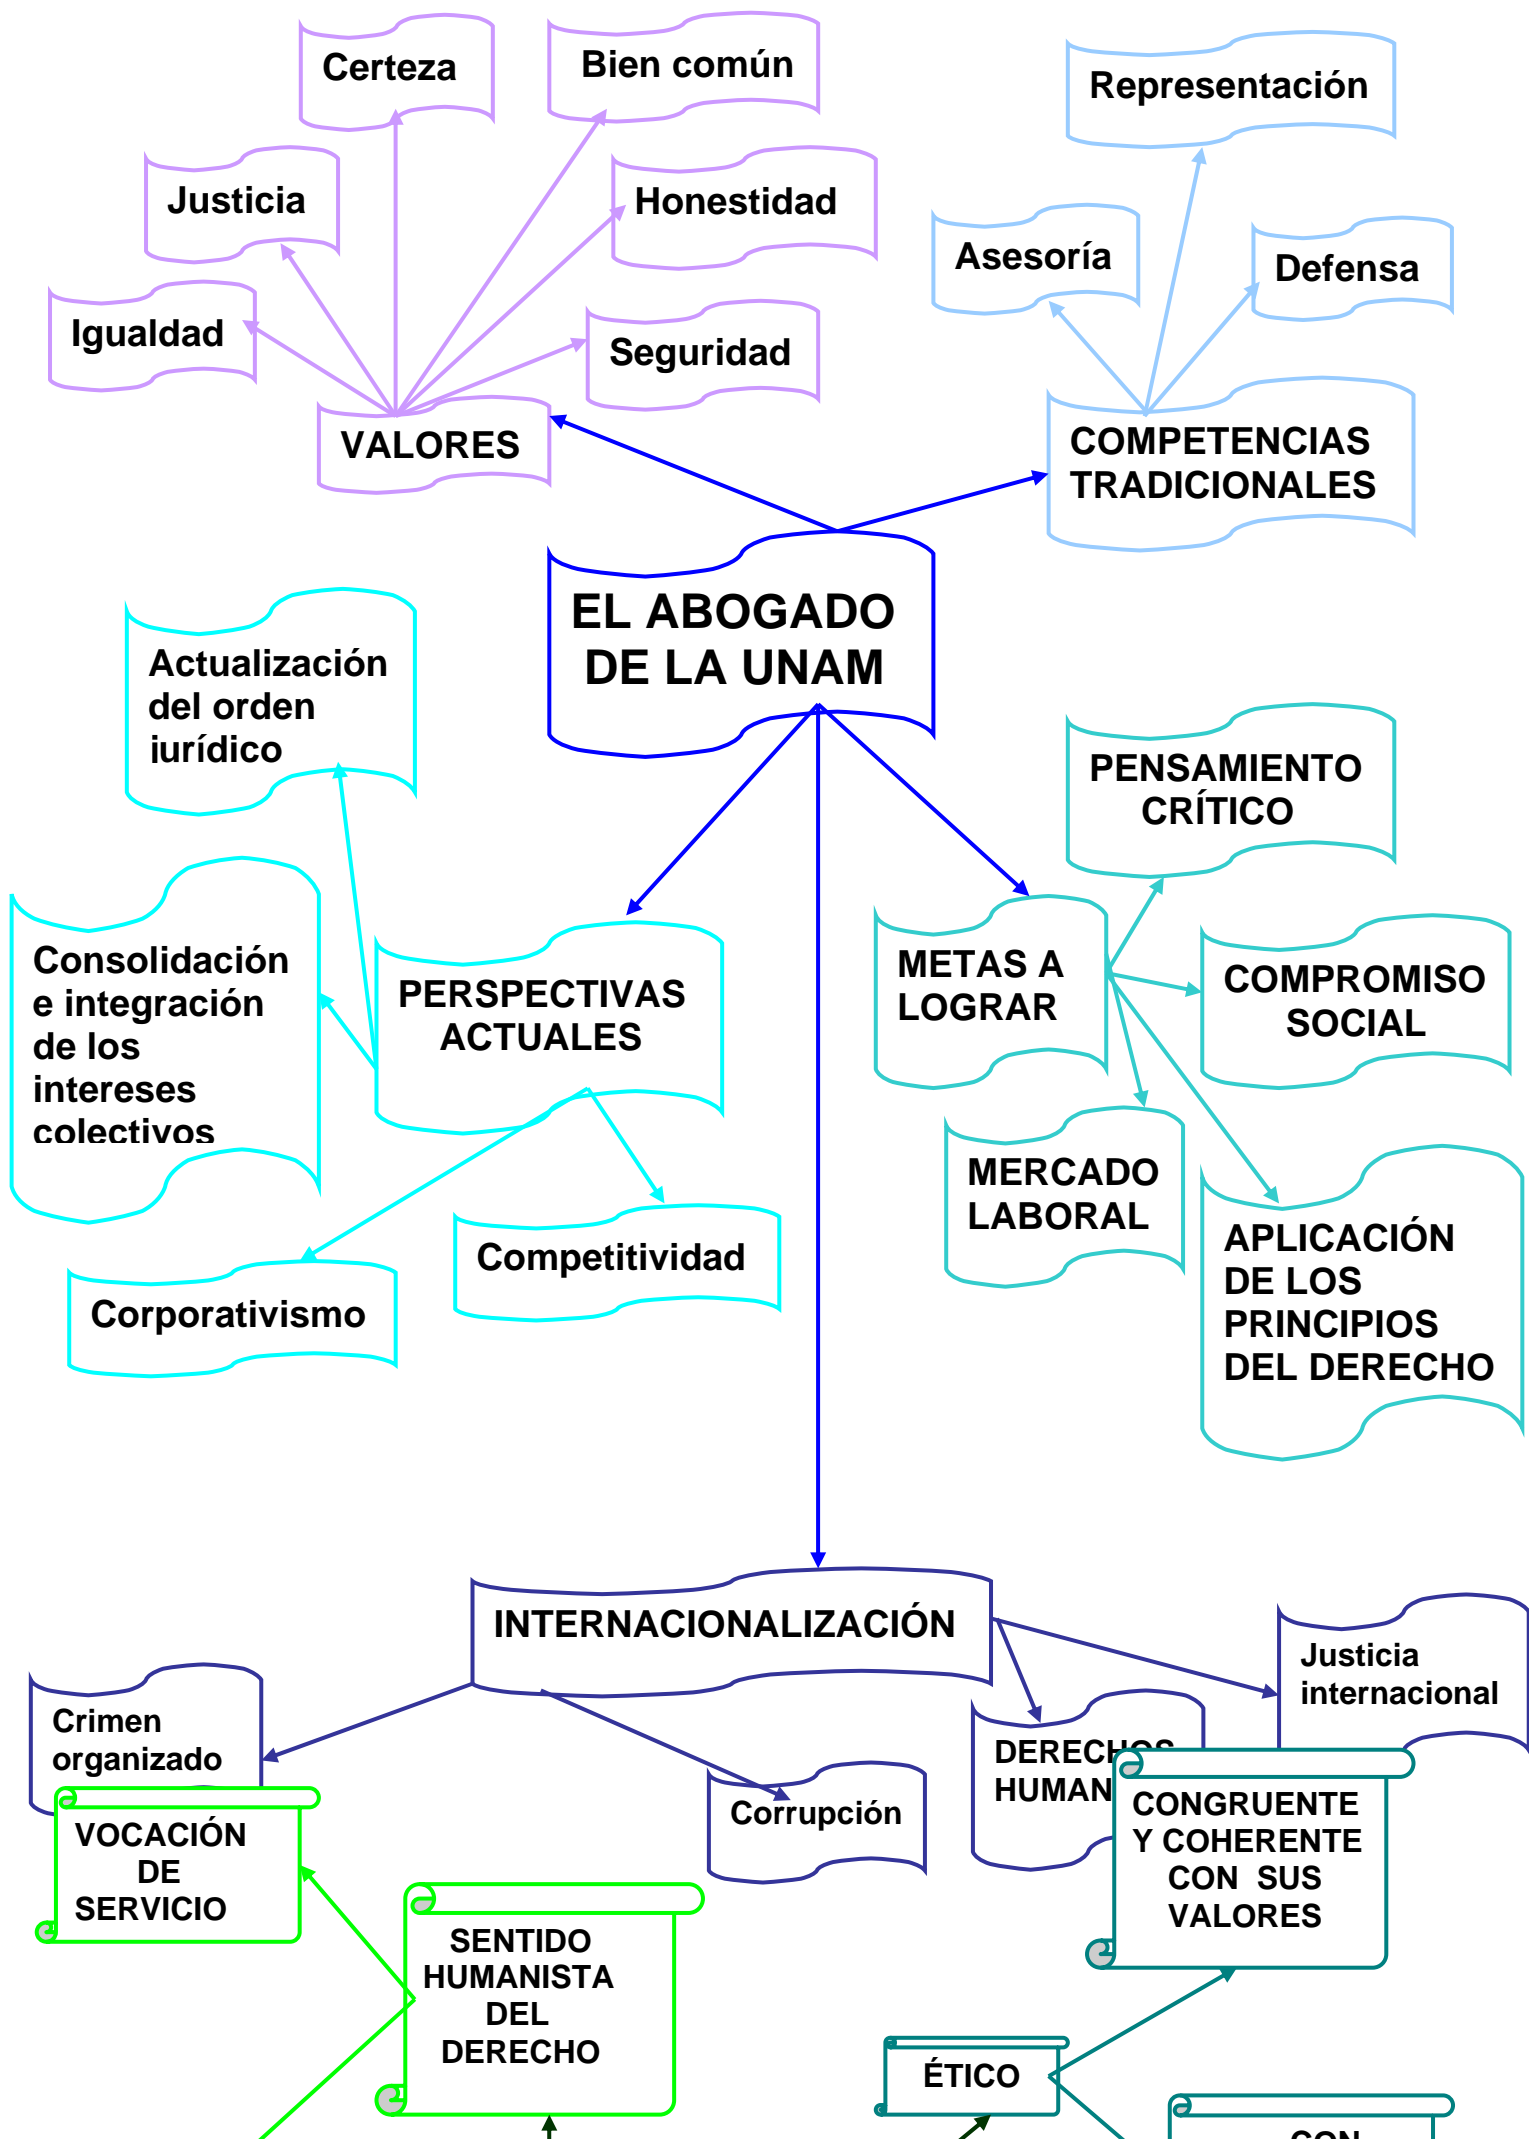 Certeza
Bien común
Representación
Justicia
Honestidad
Asesoría
Defensa
Igualdad
Seguridad
VALORES
COMPETENCIAS
TRADICIONALES
EL ABOGADO
DE LA UNAM
Actualización
del orden
jurídico
PENSAMIENTO
CRÍTICO
Consolidación
e integración
de los
intereses
colectivos
PERSPECTIVAS
ACTUALES
METAS A
LOGRAR
COMPROMISO
SOCIAL
MERCADO
LABORAL
APLICACIÓN
DE LOS
PRINCIPIOS
DEL DERECHO
Competitividad
Corporativismo
INTERNACIONALIZACIÓN
Justicia
internacional
Crimen
organizado
DERECHOS
Corrupción
CONGRUENTE
Y COHERENTE
CON SUS
VALORES
VOCACIÓN
DE
SERVICIO
SENTIDO
HUMANISTA
DEL
DERECHO
ÉTICO
CON